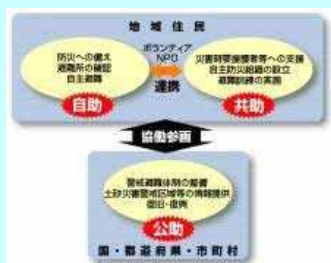 地域住民
防災への備え
避難所の確認
自主避難
自助
ボランティア
NPO
連携
災害時要援護者等への支援
自主防災組織の設立
避難訓練の実施
共助
協働参画
警戒避難体制の整備
土砂災害警戒区域等の情報提供
復旧・復興
公助
国・都道府県・市町村